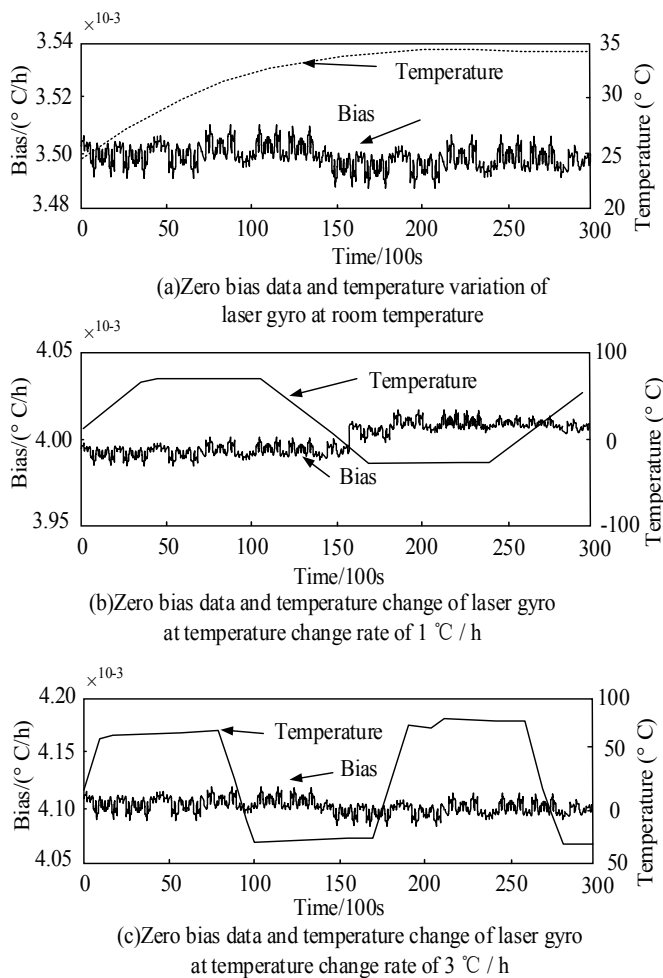 ×10⁻³
3.54
3.52
3.50
3.48
Bias/(° C/h)
Temperature
Bias
35
30
25
20
Temperature (° C)
0 50 100 150 200 250 300
Time/100s
(a)Zero bias data and temperature variation of
laser gyro at room temperature
×10⁻³
4.05
4.00
3.95
Bias/(° C/h)
Temperature
Bias
100
0
-100
Temperature (° C)
0 50 100 150 200 250 300
Time/100s
(b)Zero bias data and temperature change of laser gyro
at temperature change rate of 1 ℃ / h
×10⁻³
4.20
4.15
4.10
4.05
Bias/(° C/h)
Temperature
Bias
100
50
0
50
Temperature (° C)
0 50 100 150 200 250 300
Time/100s
(c)Zero bias data and temperature change of laser gyro
at temperature change rate of 3 ℃ / h